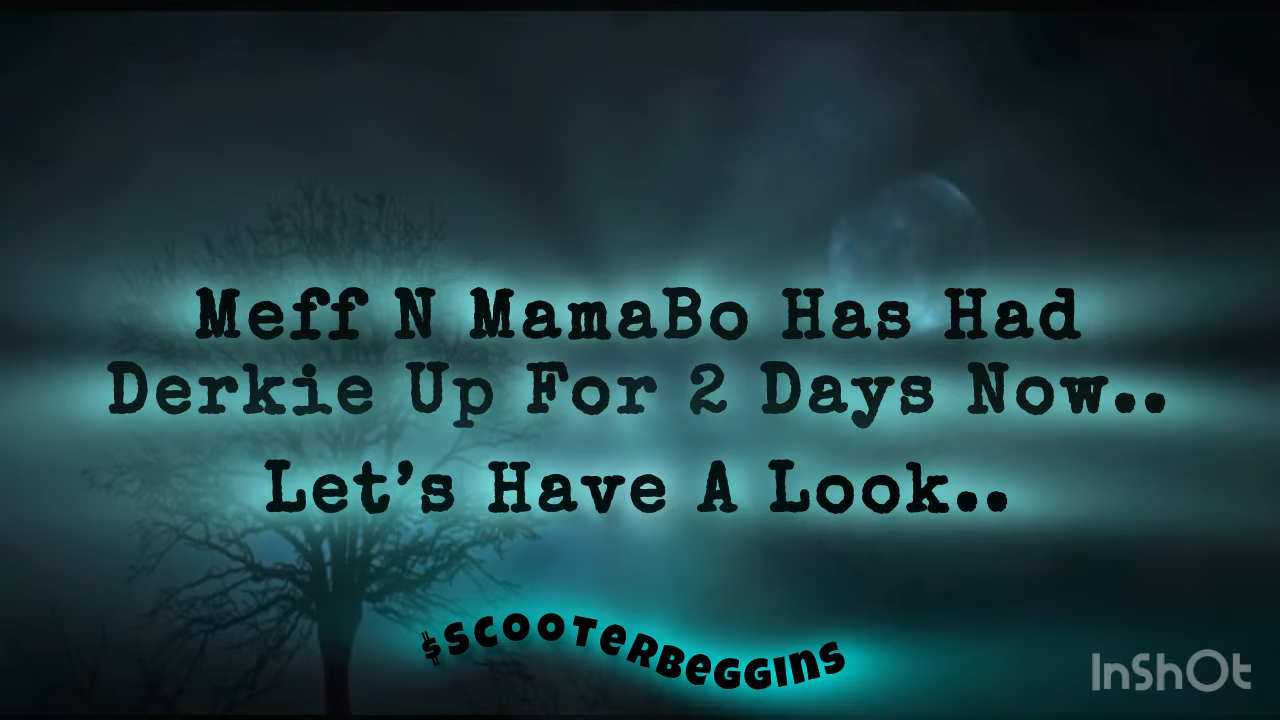 Meff N MamaBo Has Had
Derkie Up For 2 Days Now..
Let's Have A Look..
$ScooterBeggins
InShOt